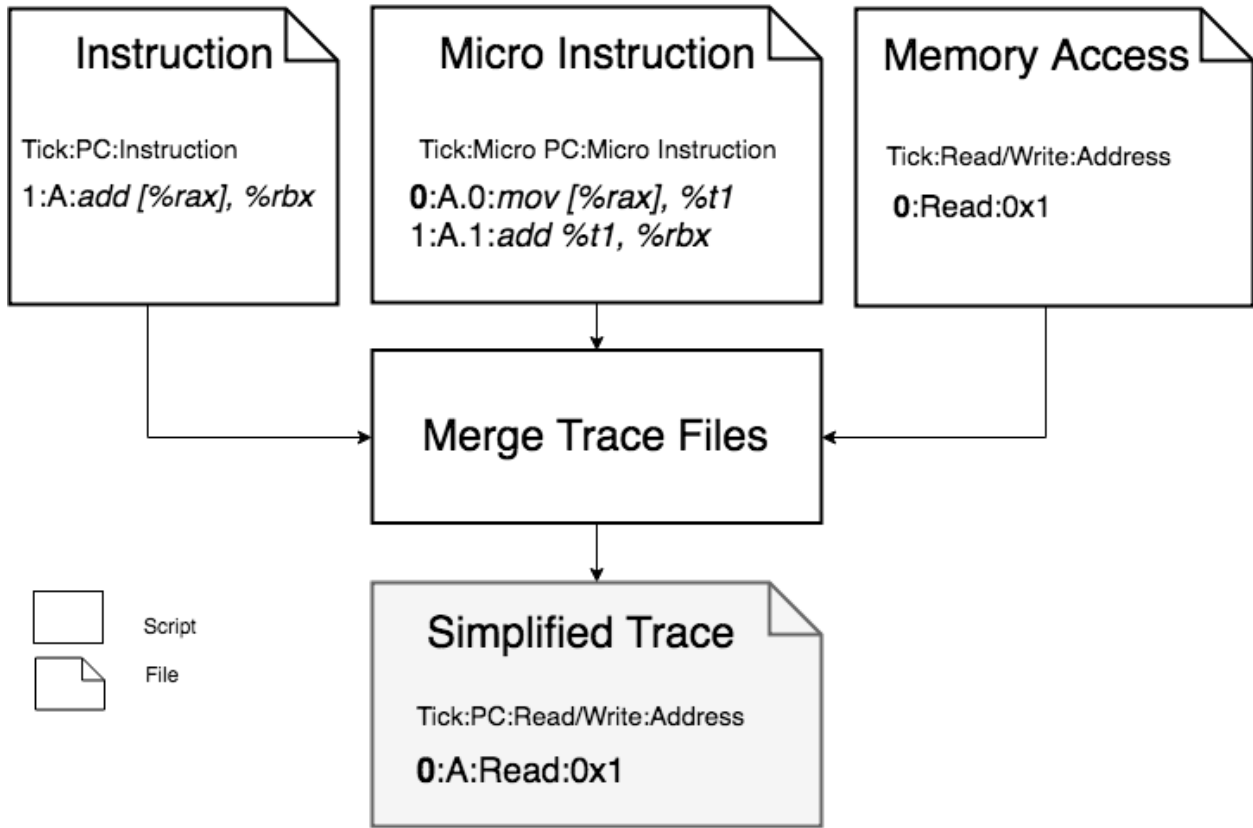 Instruction
Tick:PC:Instruction
1:A:add [%rax], %rbx
Micro Instruction
Tick:Micro PC:Micro Instruction
0:A.0:mov [%rax], %t1
1:A.1:add %t1, %rbx
Memory Access
Tick:Read/Write:Address
0:Read:0x1
Merge Trace Files
Script
File
Simplified Trace
Tick:PC:Read/Write:Address
0:A:Read:0x1